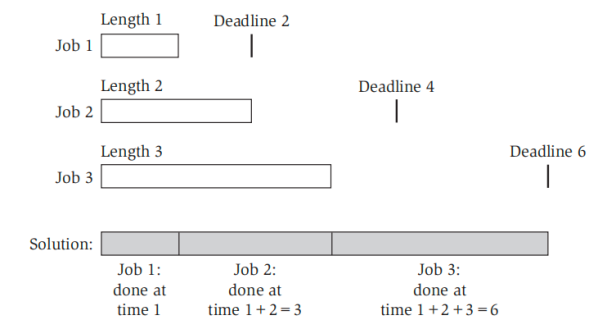 Length 1
Deadline 2
Job 1
Length 2
Deadline 4
Job 2
Length 3
Deadline 6
Job 3
Solution:
Job 1:
done at
time 1
Job 2:
done at
time 1+2=3
Job 3:
done at
time 1+2+3=6